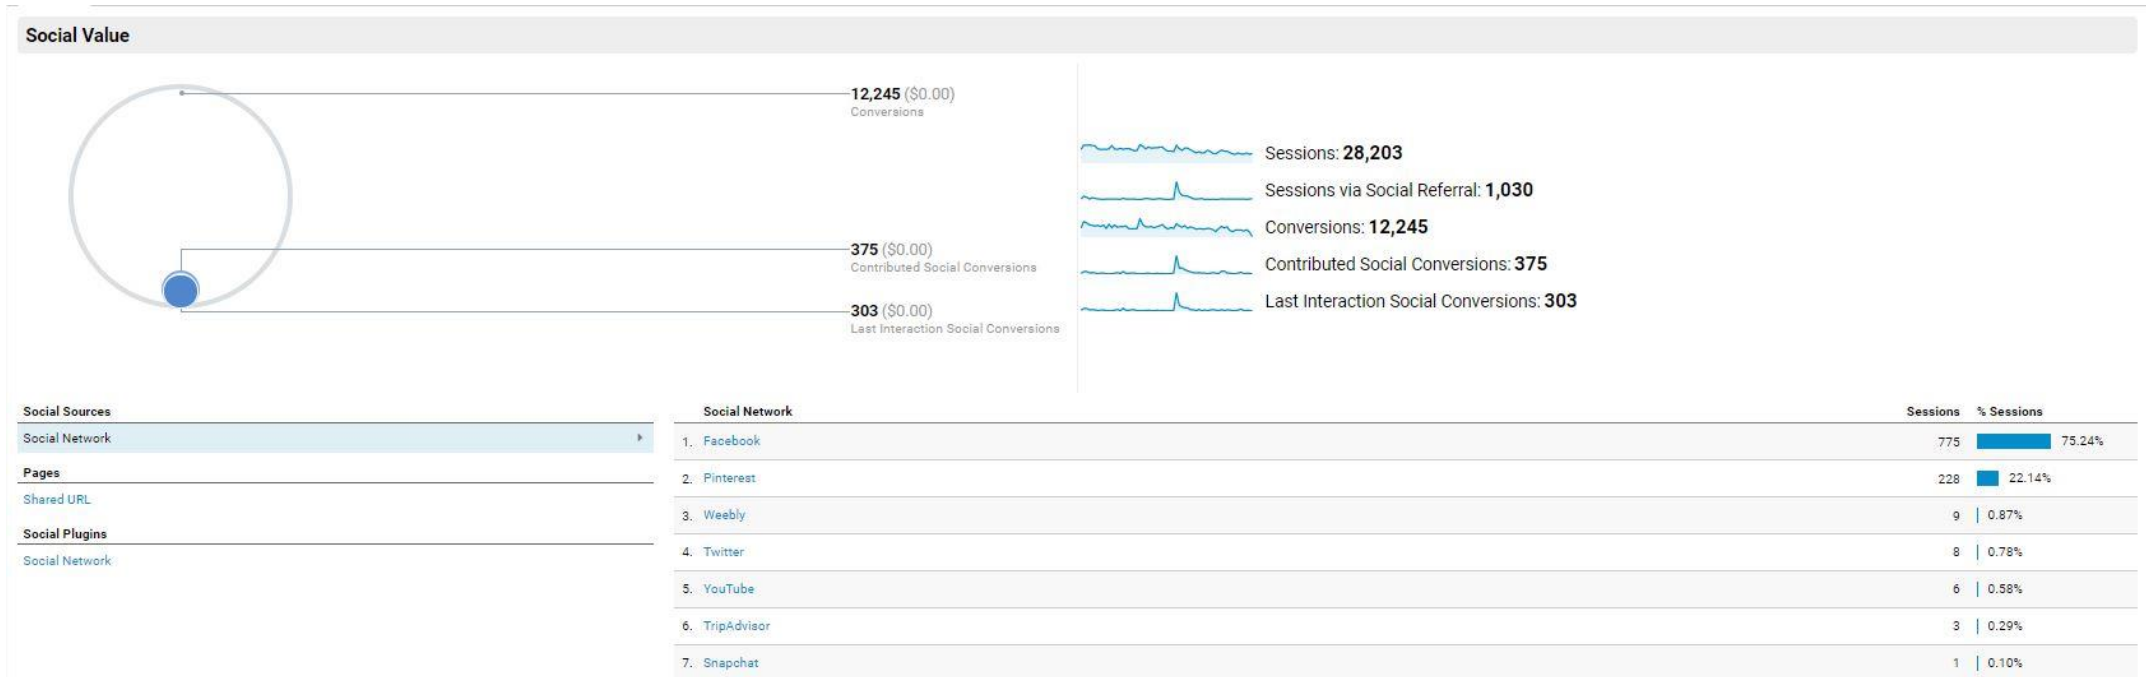 Social Value
12,245 ($0.00)
Conversions
375 ($0.00)
Contributed Social Conversions
303 ($0.00)
Last Interaction Social Conversions
Sessions: 28,203
Sessions via Social Referral: 1,030
Conversions: 12,245
Contributed Social Conversions: 375
Last Interaction Social Conversions: 303
Social Sources
Social Network
Pages
Shared URL
Social Plugins
Social Network
Social Network Sessions % Sessions
1. Facebook 775 75.24%
2. Pinterest 228 22.14%
3. Weebly 9 0.87%
4. Twitter 8 0.78%
5. YouTube 6 0.58%
6. TripAdvisor 3 0.29%
7. Snapchat 1 0.10%